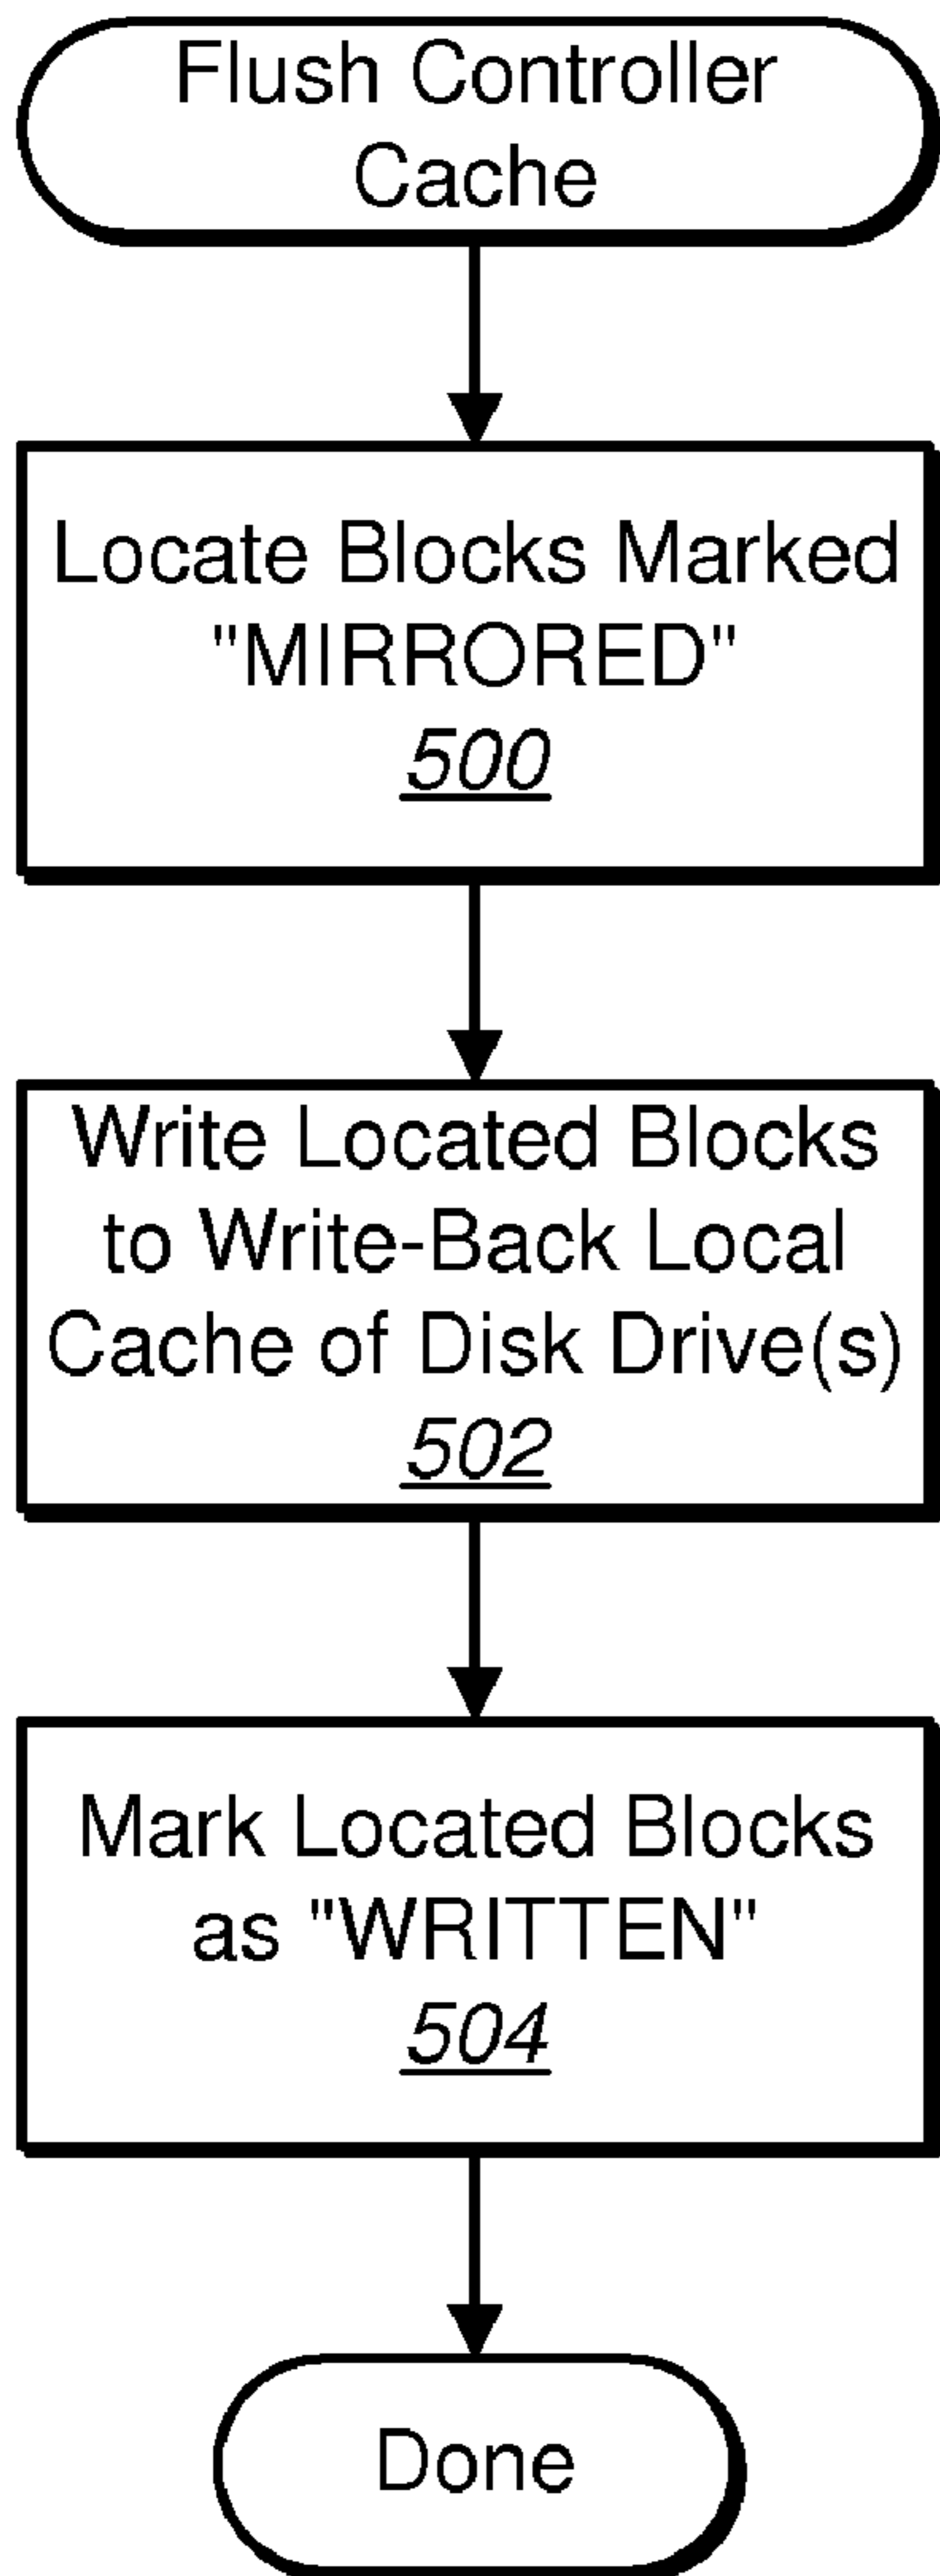 Flush Controller
Cache
Locate Blocks Marked
"MIRRORED"
500
Write Located Blocks
to Write-Back Local
Cache of Disk Drive(s)
502
Mark Located Blocks
as "WRITTEN"
504
Done